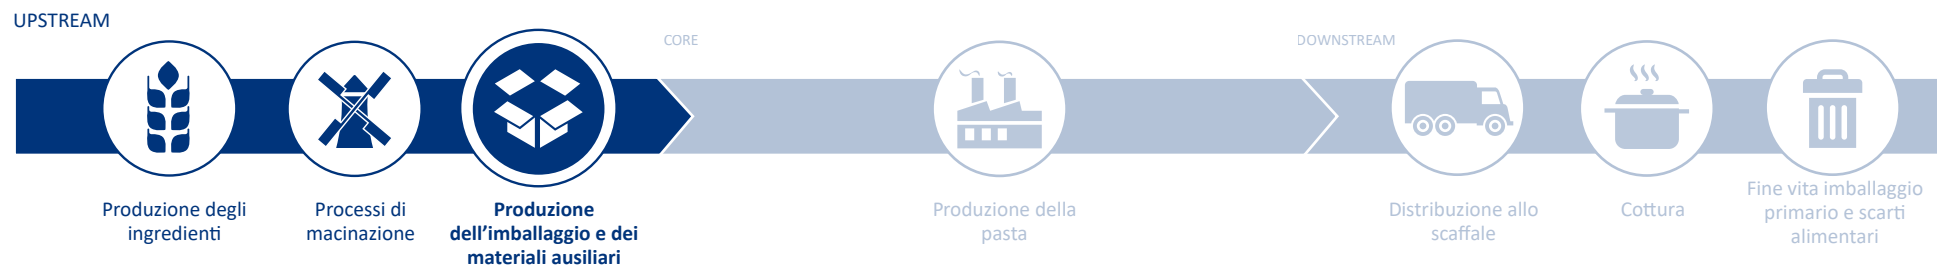 UPSTREAM
CORE
DOWNSTREAM
Produzione degli
ingredienti
Processi di
macinazione
Produzione
dell'imballaggio e dei
materiali ausiliari
Produzione della
pasta
Distribuzione allo
scaffale
Cottura
Fine vita imballaggio
primario e scarti
alimentari